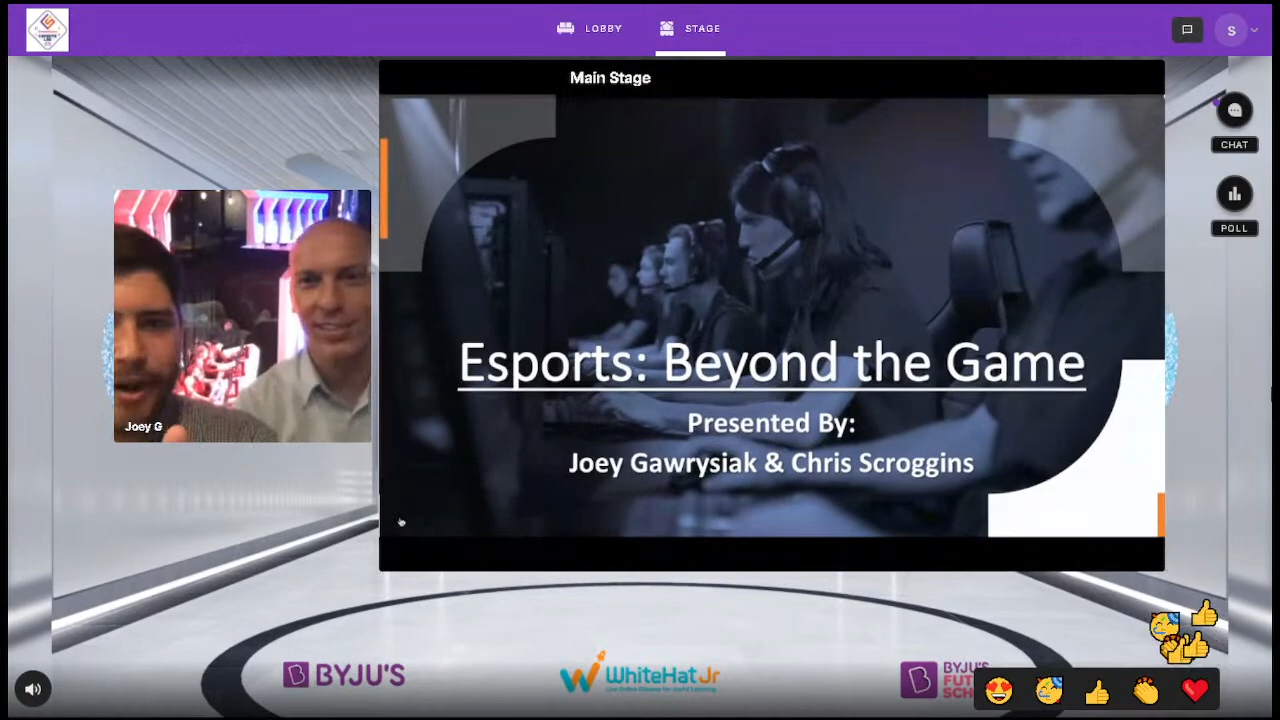 LOBBY
STAGE
S
Main Stage
CHAT
POLL
Esports: Beyond the Game
Presented By:
Joey Gawrysiak & Chris Scroggins
Joey G
BYJU'S
WhiteHat Jr
BYJU'S